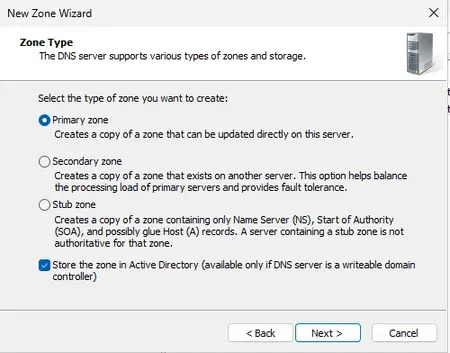 New Zone Wizard
Zone Type
The DNS server supports various types of zones and storage.
Select the type of zone you want to create:
Primary zone
Creates a copy of a zone that can be updated directly on this server.
Secondary zone
Creates a copy of a zone that exists on another server. This option helps balance
the processing load of primary servers and provides fault tolerance.
Stub zone
Creates a copy of a zone containing only Name Server (NS), Start of Authority
(SOA), and possibly glue Host (A) records. A server containing a stub zone is not
authoritative for that zone.
Store the zone in Active Directory (available only if DNS server is a writeable domain
controller)
< Back
Next >
Cancel